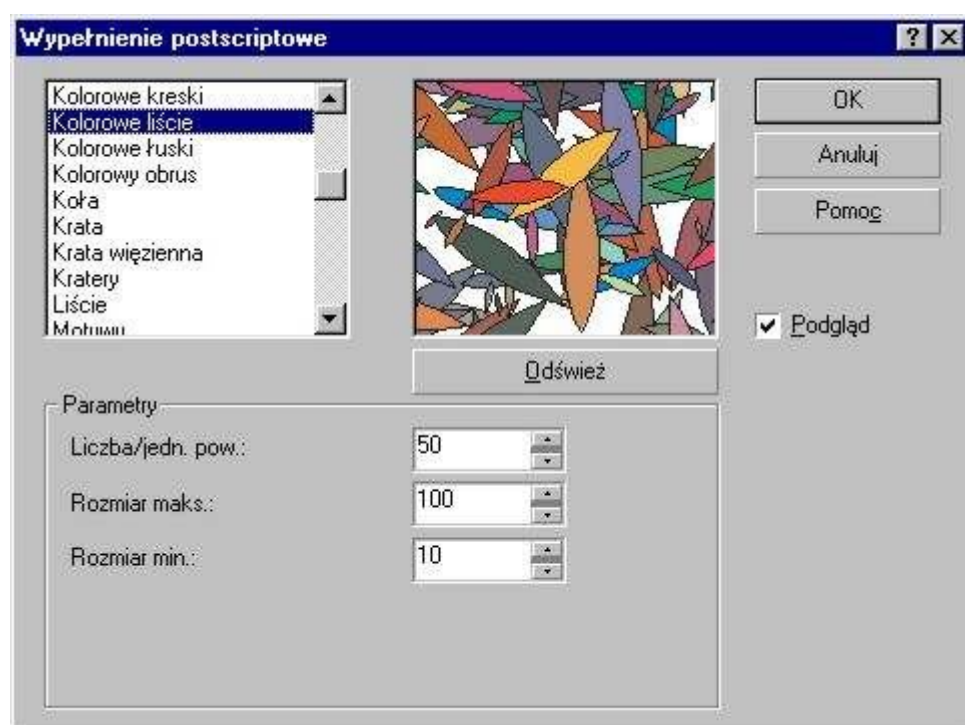 Wypełnienie postscriptowe
Kolorowe kreski
Kolorowe liście
Kolorowe łuski
Kolorowy obrus
Koła
Krata
Krata więzienna
Kratery
Liście
Motywy
OK
Anuluj
Pomoc
Podgląd
Odśwież
Parametry
Liczba/jedn. pow.: 50
Rozmiar maks.: 100
Rozmiar min.: 10